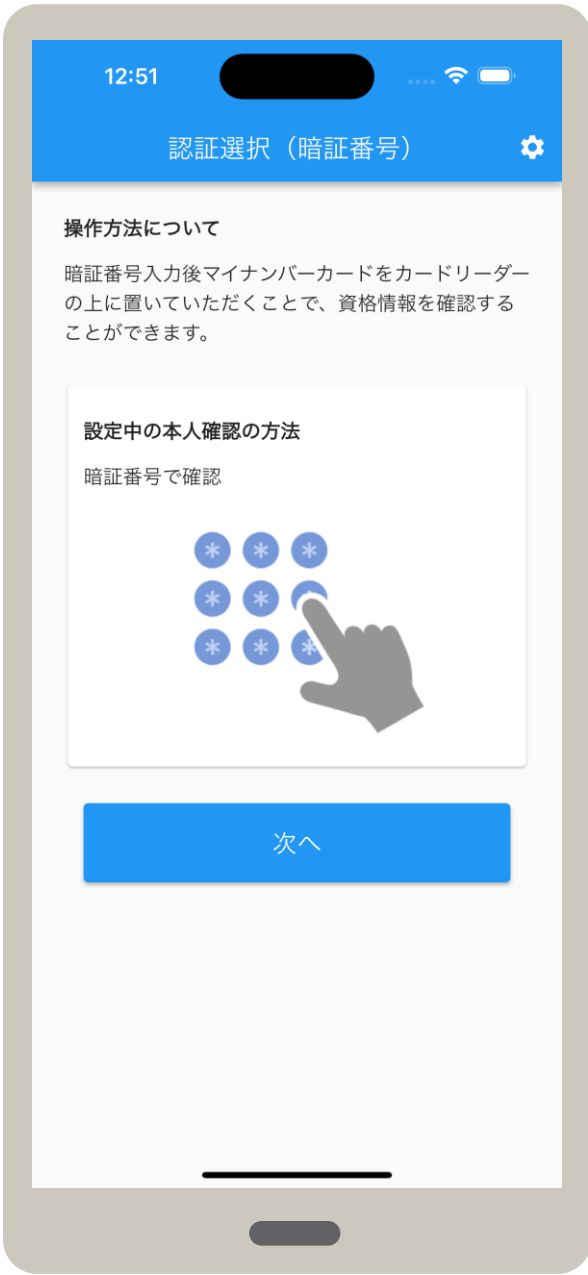 12:51
認証選択（暗証番号）
操作方法について
暗証番号入力後マイナンバーカードをカードリーダー
の上に置いていただくことで、資格情報を確認する
ことができます。
設定中の本人確認の方法
暗証番号で確認
* * *
* * *
* * *
次へ